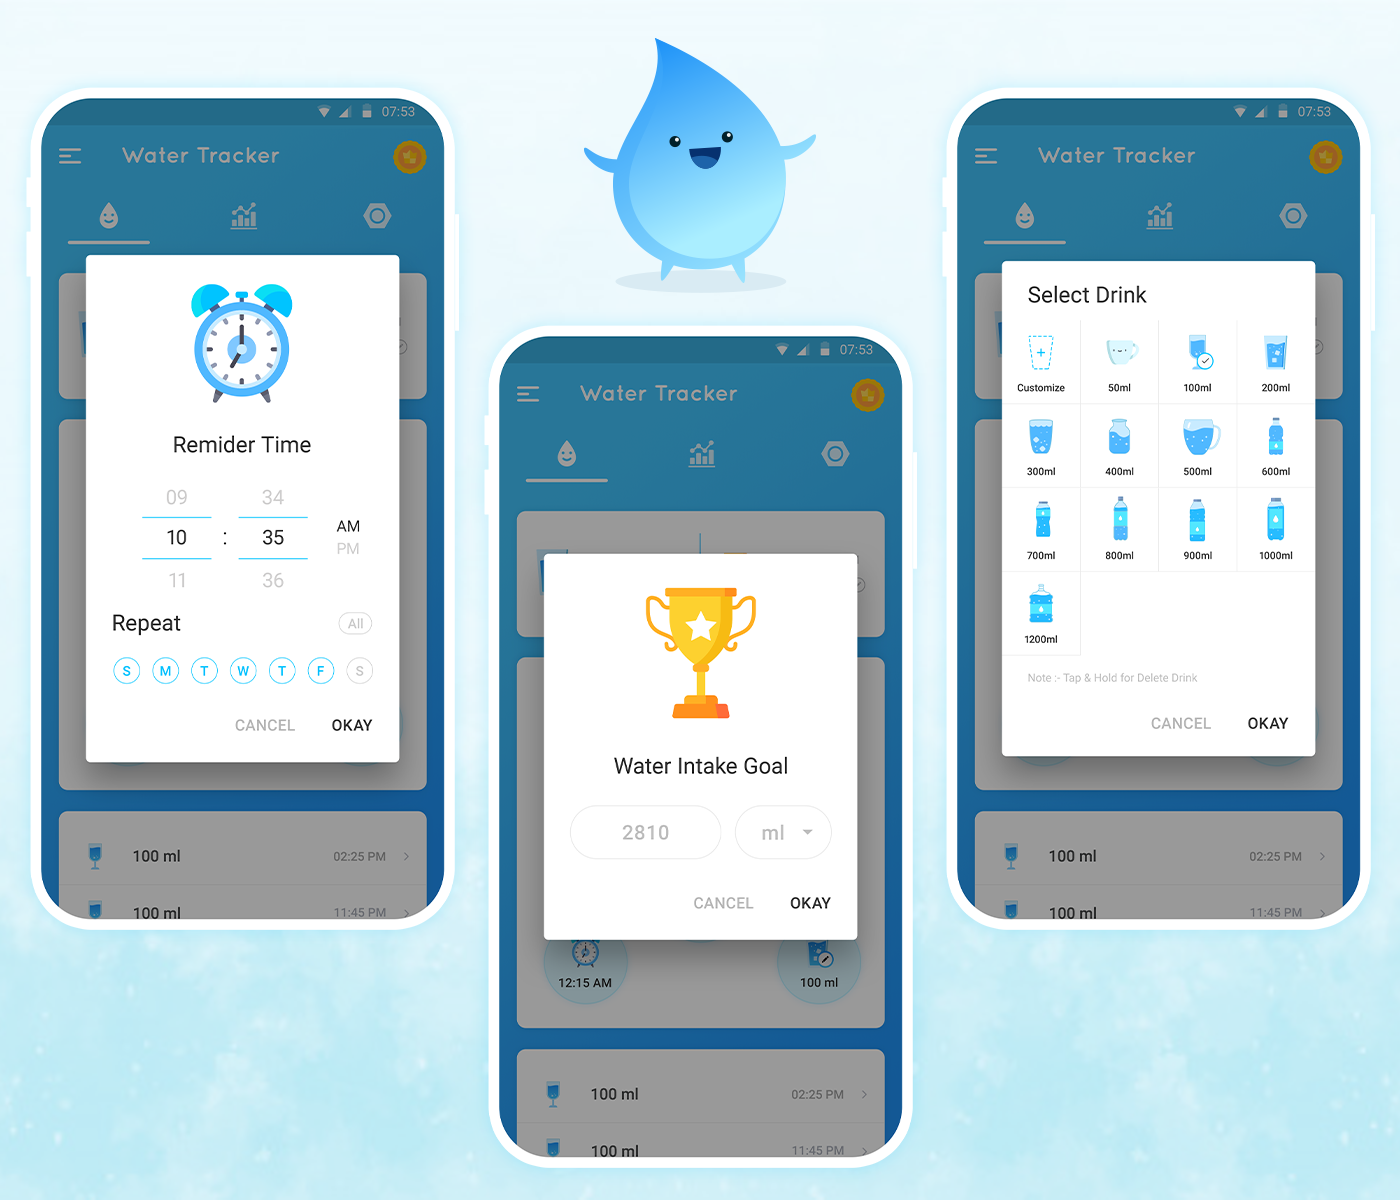 07:53
Water Tracker
Remider Time
09 34
10 : 35 AM
PM
11 36
Repeat All
S M T W T F S
CANCEL OKAY
100 ml 02:25 PM
100 ml 11:45 PM
07:53
Water Tracker
Water Intake Goal
2810 ml
CANCEL OKAY
12:15 AM 100 ml
100 ml 02:25 PM
100 ml 11:45 PM
07:53
Water Tracker
Select Drink
Customize 50ml 100ml 200ml
300ml 400ml 500ml 600ml
700ml 800ml 900ml 1000ml
1200ml
Note :- Tap & Hold for Delete Drink
CANCEL OKAY
100 ml 02:25 PM
100 ml 11:45 PM